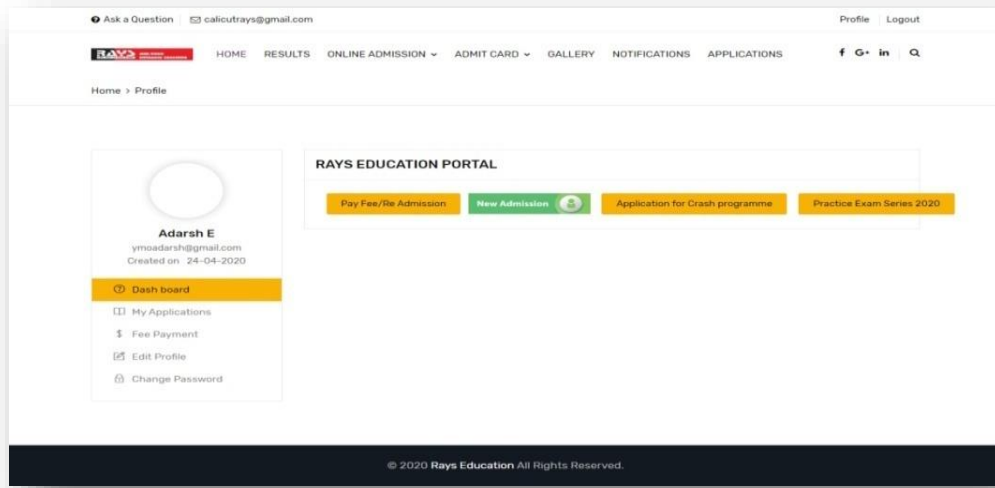 Ask a Question calicutrays@gmail.com Profile Logout
RAYS HOME RESULTS ONLINE ADMISSION ADMIT CARD GALLERY NOTIFICATIONS APPLICATIONS f G+ in
Home > Profile
RAYS EDUCATION PORTAL
Pay Fee/Re Admission New Admission Application for Crash programme Practice Exam Series 2020
Adarsh E
ymoadarsh@gmail.com
Created on 24-04-2020
Dash board
My Applications
$ Fee Payment
Edit Profile
Change Password
© 2020 Rays Education All Rights Reserved.